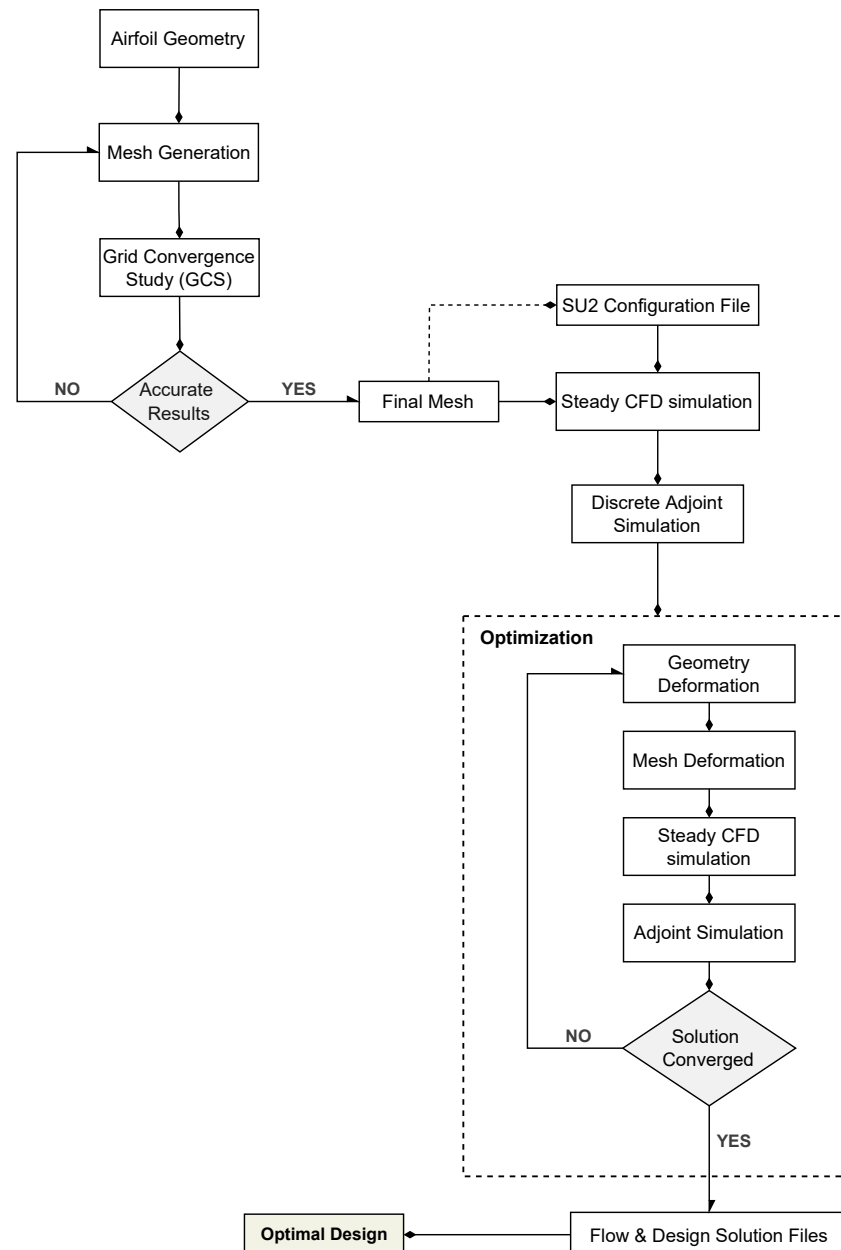 Airfoil Geometry
Mesh Generation
Grid Convergence
Study (GCS)
SU2 Configuration File
NO
Accurate
Results
YES
Final Mesh
Steady CFD simulation
Discrete Adjoint
Simulation
Optimization
Geometry
Deformation
Mesh Deformation
Steady CFD
simulation
Adjoint Simulation
NO
Solution
Converged
YES
Optimal Design
Flow & Design Solution Files